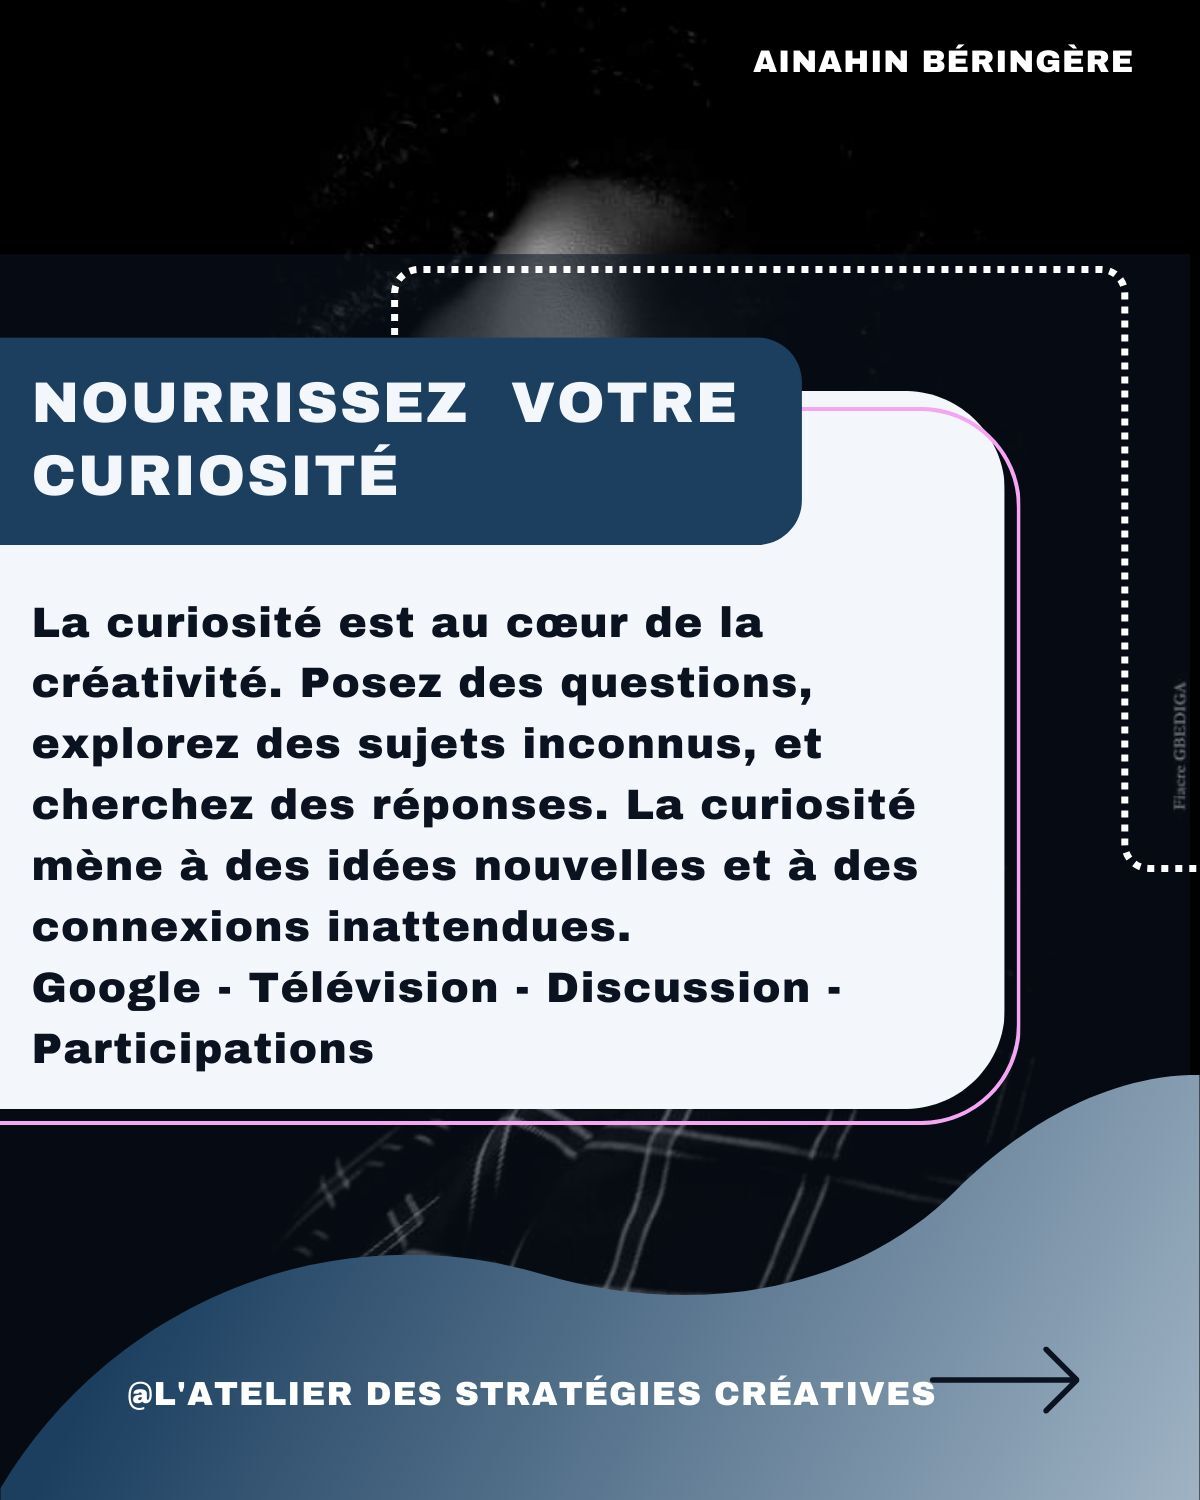 AINAHIN BÉRINGÈRE
NOURRISSEZ VOTRE
CURIOSITÉ
La curiosité est au cœur de la
créativité. Posez des questions,
explorez des sujets inconnus, et
cherchez des réponses. La curiosité
mène à des idées nouvelles et à des
connexions inattendues.
Google - Télévision - Discussion -
Participations
Fiacre GBEDIGA
@L'ATELIER DES STRATÉGIES CRÉATIVES